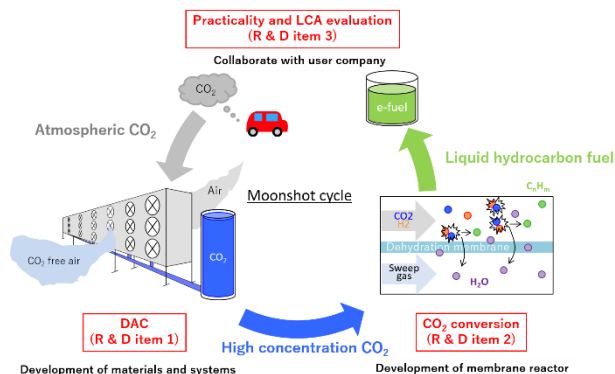 Practicality and LCA evaluation
(R & D item 3)
Collaborate with user company
CO₂
e-fuel
Atmospheric CO₂
Liquid hydrocarbon fuel
Air
Moonshot cycle
CₙHₘ
CO2
H2
CO₂
Dehydration membrane
CO₂ free air
Sweep
gas
H₂O
DAC
(R & D item 1)
CO₂ conversion
(R & D item 2)
High concentration CO₂
Development of materials and systems
Development of membrane reactor